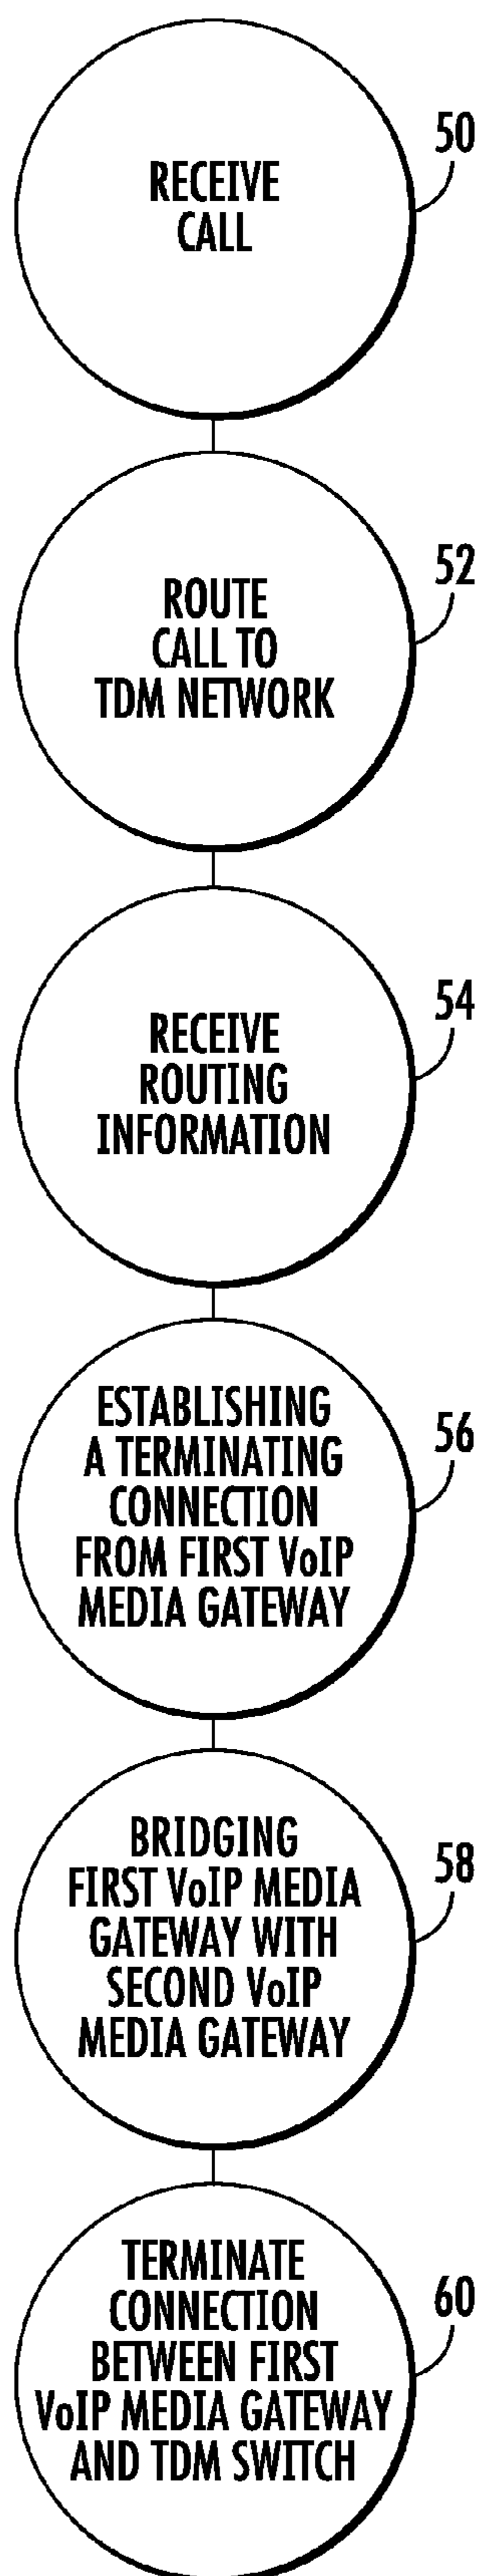 50
RECEIVE
CALL
52
ROUTE
CALL TO
TDM NETWORK
54
RECEIVE
ROUTING
INFORMATION
56
ESTABLISHING
A TERMINATING
CONNECTION
FROM FIRST VoIP
MEDIA GATEWAY
58
BRIDGING
FIRST VoIP MEDIA
GATEWAY WITH
SECOND VoIP
MEDIA GATEWAY
60
TERMINATE
CONNECTION
BETWEEN FIRST
VoIP MEDIA GATEWAY
AND TDM SWITCH